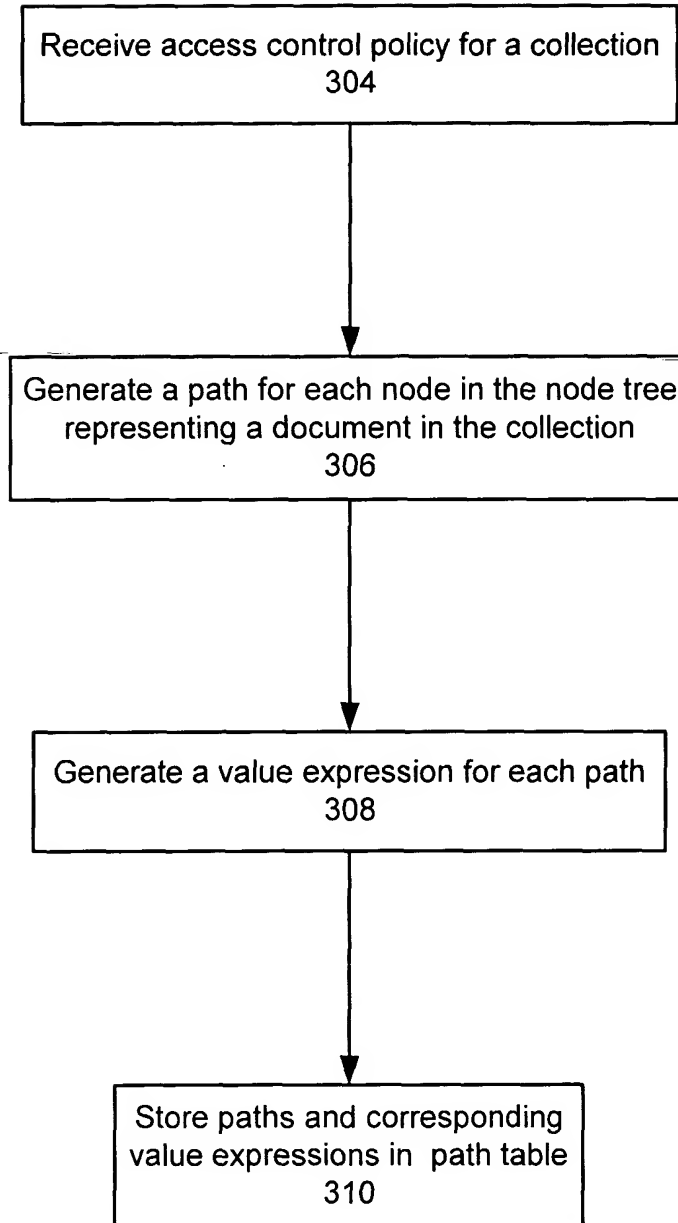 Receive access control policy for a collection
304
Generate a path for each node in the node tree
representing a document in the collection
306
Generate a value expression for each path
308
Store paths and corresponding
value expressions in path table
310